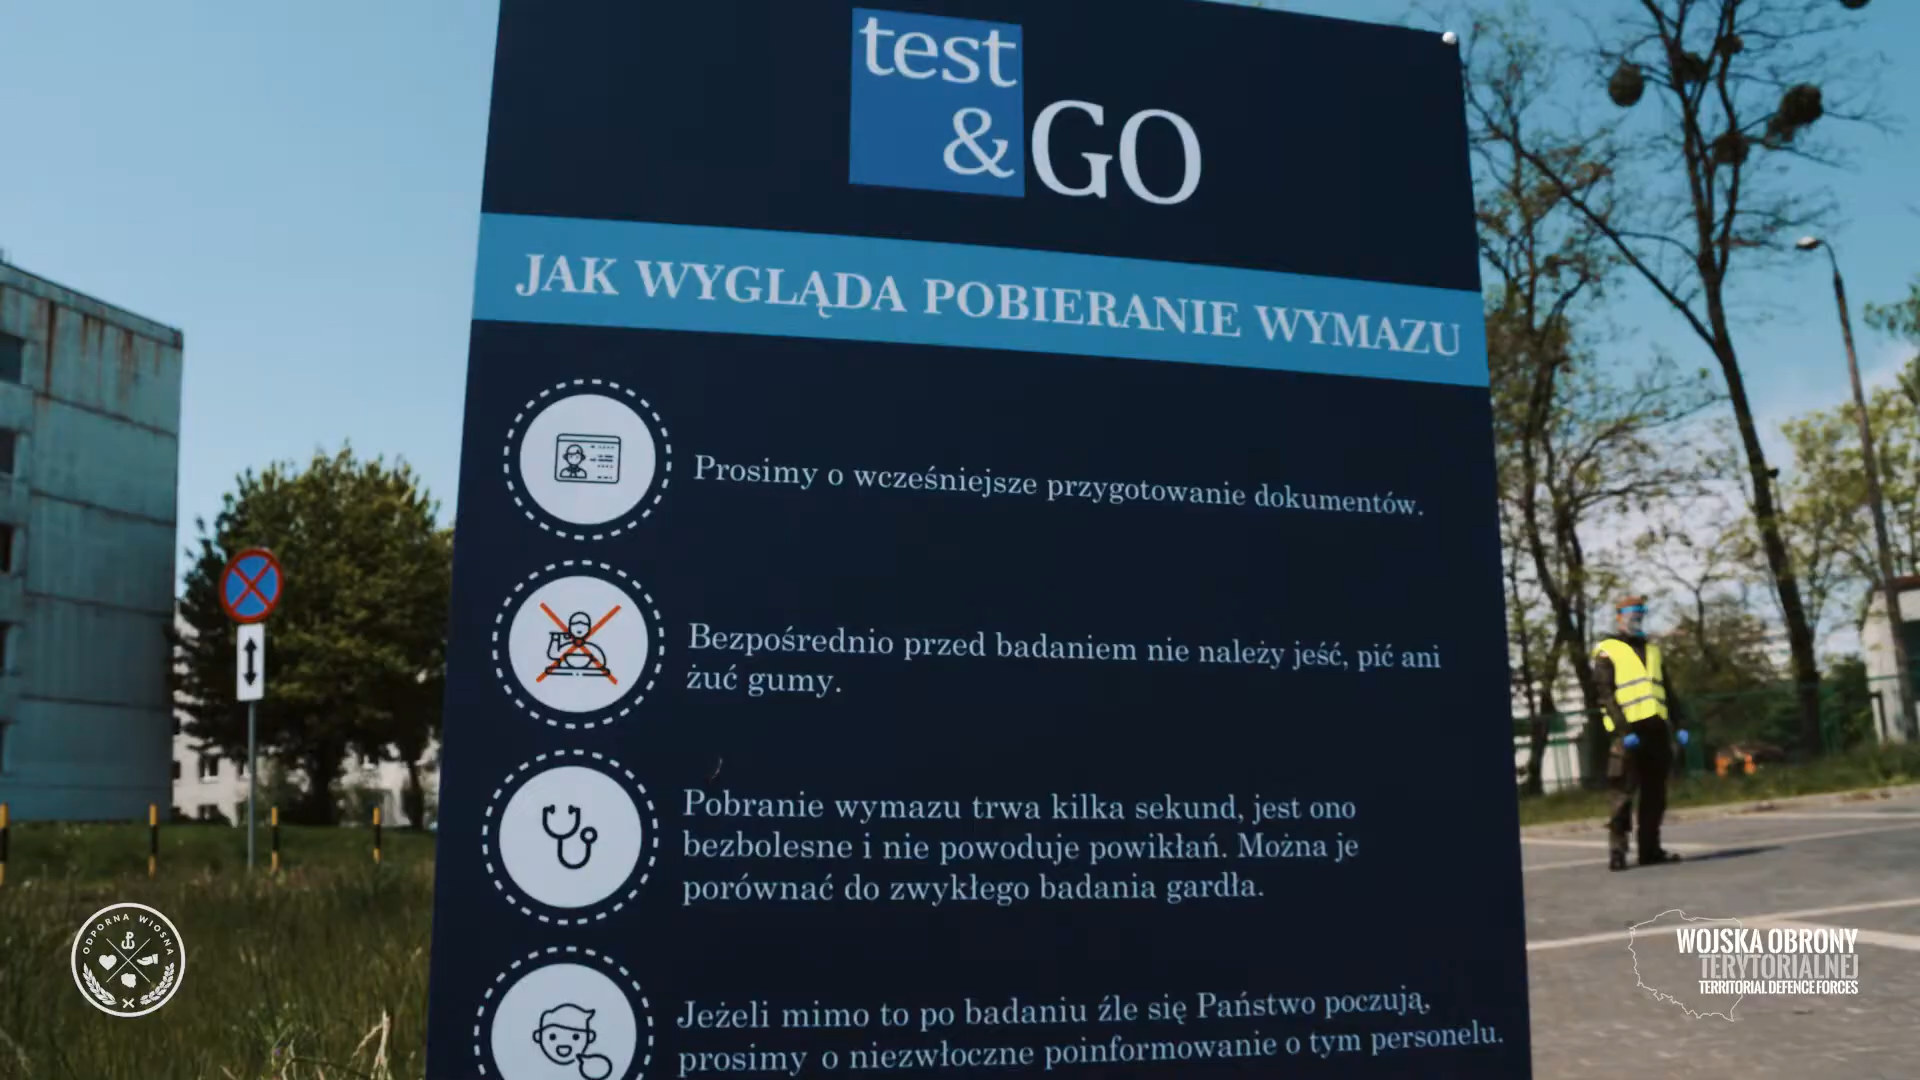 test
& GO
JAK WYGLĄDA POBIERANIE WYMAZU
Prosimy o wcześniejsze przygotowanie dokumentów.
Bezpośrednio przed badaniem nie należy jeść, pić ani
żuć gumy.
Pobranie wymazu trwa kilka sekund, jest ono
bezbolesne i nie powoduje powikłań. Można je
porównać do zwykłego badania gardła.
Jeżeli mimo to po badaniu źle się Państwo poczują,
prosimy o niezwłoczne poinformowanie o tym personelu.
ODPORNA WIOSNA
WOJSKA OBRONY
TERYTORIALNEJ
TERRITORIAL DEFENCE FORCES